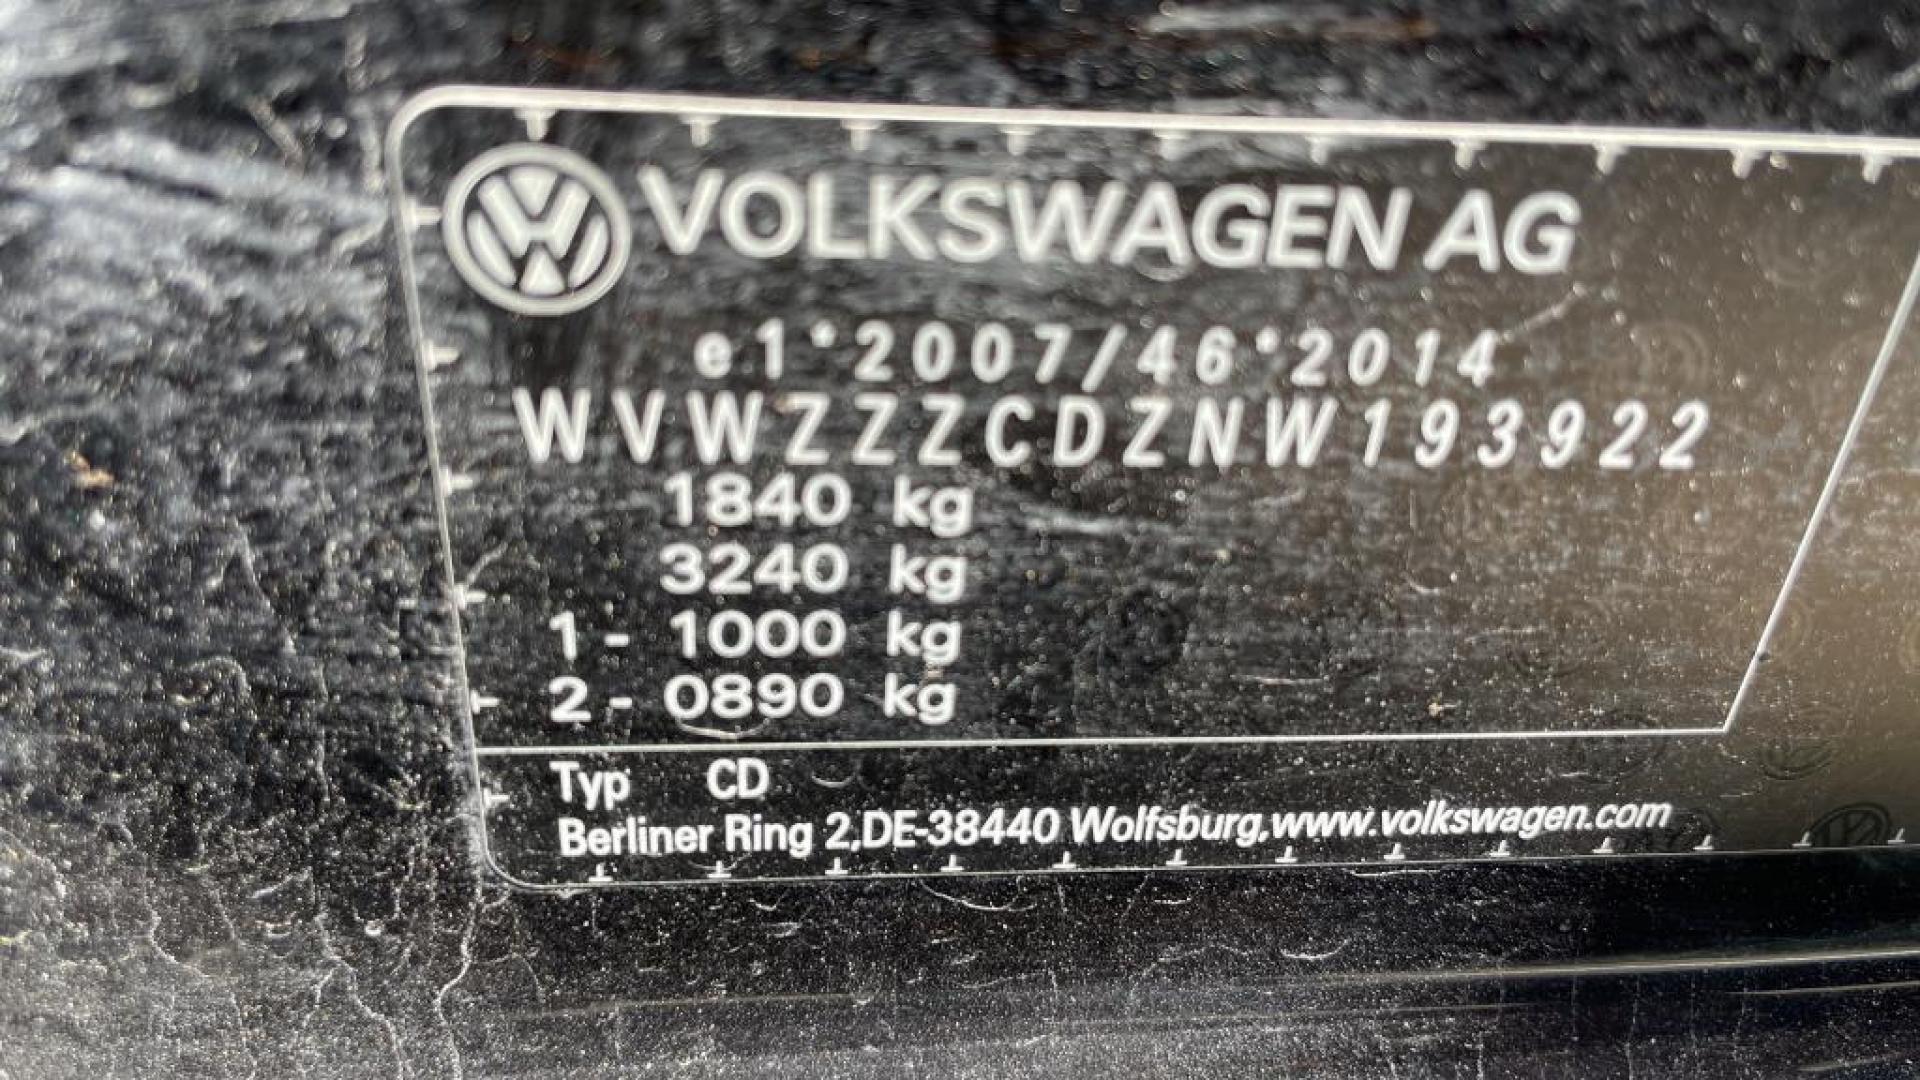 VOLKSWAGEN AG
e1*2007/46*2014
WVWZZZCDZNW193922
1840 kg
3240 kg
1- 1000 kg
2- 0890 kg
Typ CD
Berliner Ring 2,DE-38440 Wolfsburg,www.volkswagen.com